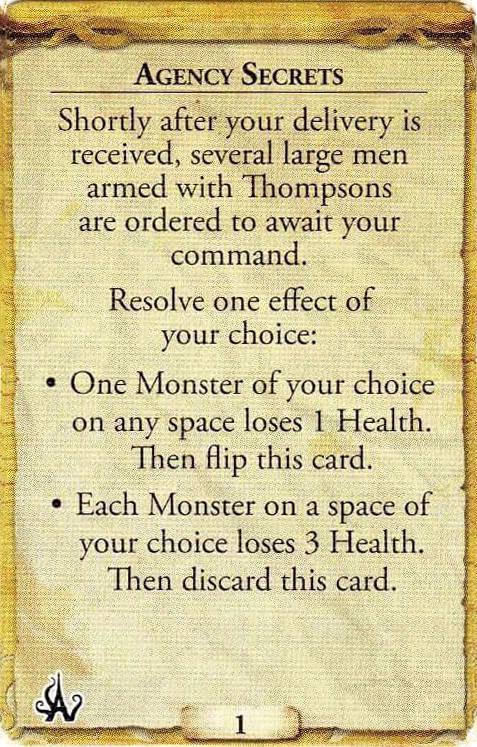 AGENCY SECRETS
Shortly after your delivery is
received, several large men
armed with Thompsons
are ordered to await your
command.
Resolve one effect of
your choice:
• One Monster of your choice
on any space loses 1 Health.
Then flip this card.
• Each Monster on a space of
your choice loses 3 Health.
Then discard this card.
1